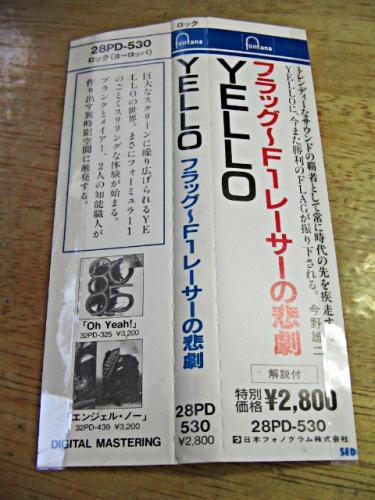 28PD-530
ロック(ヨーロッパ)
巨大なスクリーンに繰り広げられるYE
LLOの世界。まさにフォーミュラー1
のごとくスリリングな体験が始まる。
ブランクとメイアー、2人の知能職人が
作り出す異時限空間に激発する。
「Oh Yeah!」
32PD-325 ¥3,200
「エンジェル・ノー」
32PD-439 ¥3,200
DIGITAL MASTERING
ロック
fontana
YELLO
フラッグ〜F1レーサーの悲劇
28PD
530
¥2,800
fontana
トレンディーなサウンドの覇者として常に時代の先を疾走す
YELLOに、今また勝利のFLAGが振り下される。
今野雄二
フラッグ〜F1レーサーの悲劇
YELLO
解説付
特別
価格 ¥2,800
28PD-530
日本フォノグラム株式会社